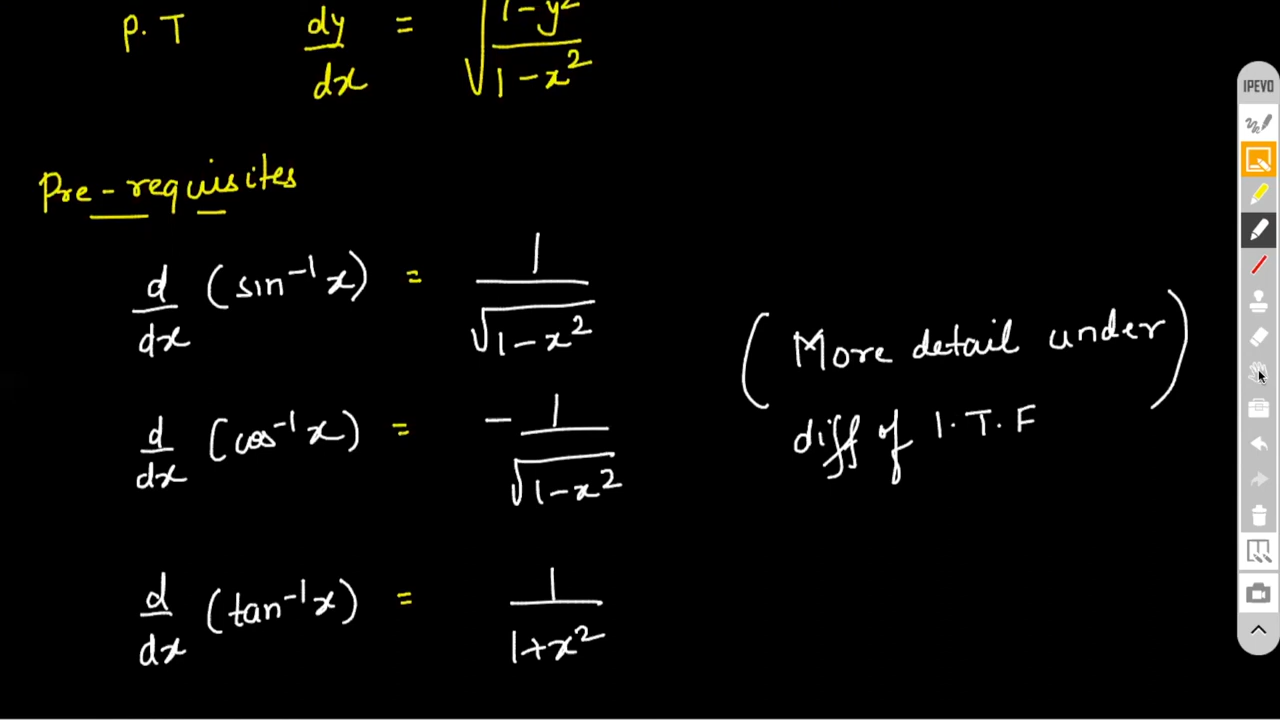 P.T dy/dx = √((1-y²)/(1-x²))
Pre-requisites
d/dx (sin⁻¹x) = 1/√(1-x²)
(More detail under)
diff of I.T.F
d/dx (cos⁻¹x) = -1/√(1-x²)
d/dx (tan⁻¹x) = 1/(1+x²)
IPEVO